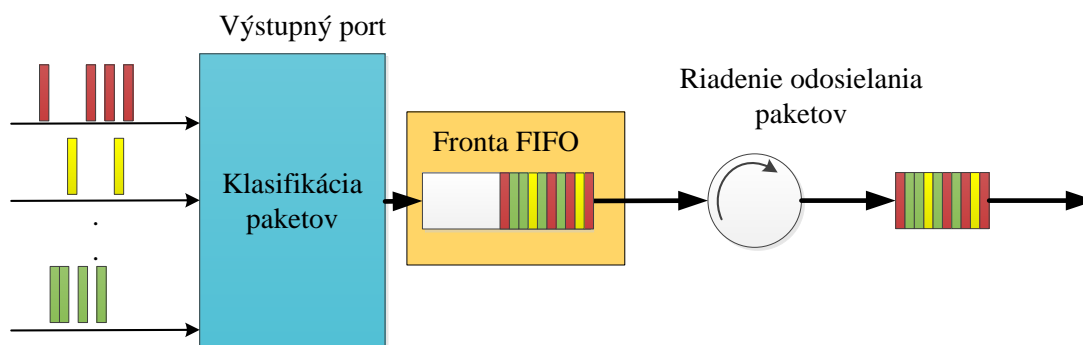 Výstupný port
Riadenie odosielania
paketov
Fronta FIFO
Klasifikácia
paketov